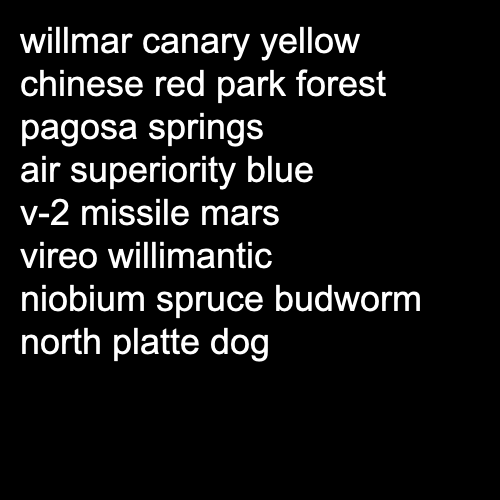 willmar canary yellow
chinese red park forest
pagosa springs
air superiority blue
v-2 missile mars
vireo willimantic
niobium spruce budworm
north platte dog